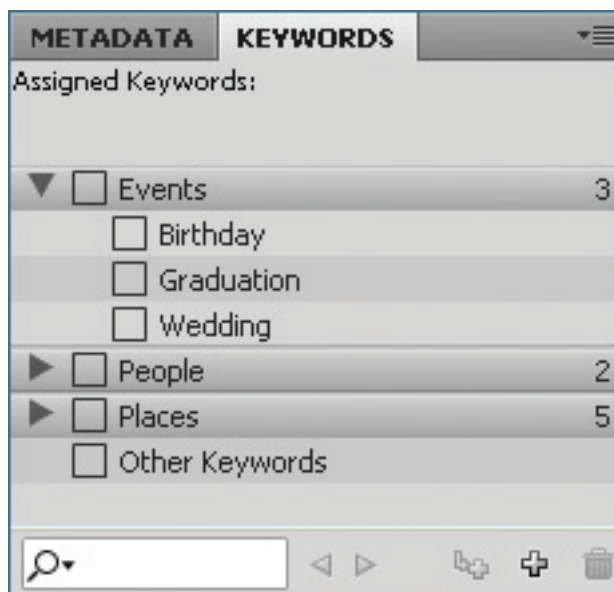 METADATA KEYWORDS
Assigned Keywords:
Events 3
Birthday
Graduation
Wedding
People 2
Places 5
Other Keywords